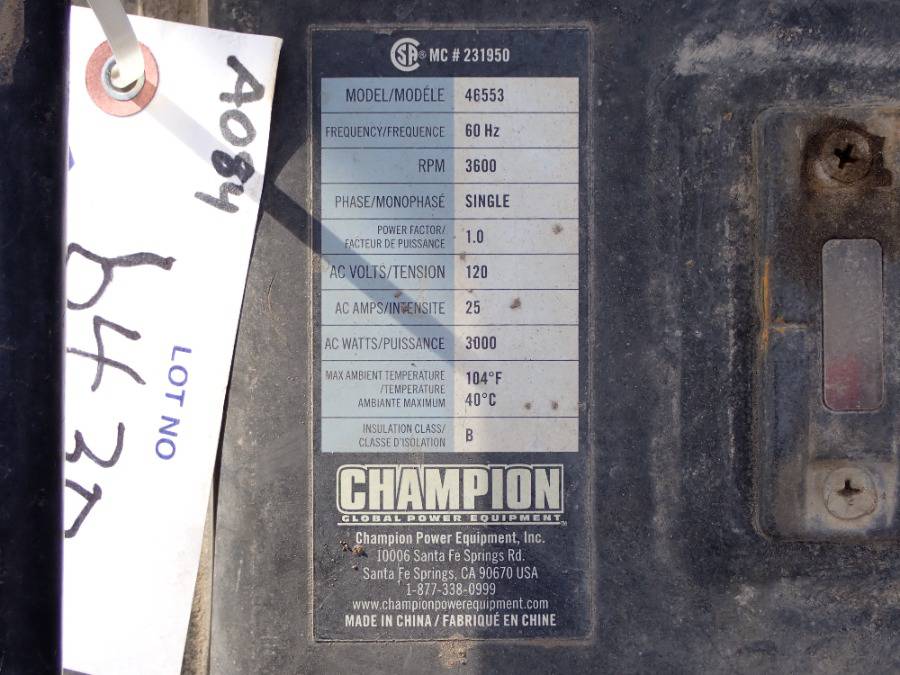 A084
6430
LOT NO
CSA® MC # 231950
MODEL/MODÉLE 46553
FREQUENCY/FREQUENCE 60 Hz
RPM 3600
PHASE/MONOPHASÉ SINGLE
POWER FACTOR/
FACTEUR DE PUISSANCE 1.0
AC VOLTS/TENSION 120
AC AMPS/INTENSITE 25
AC WATTS/PUISSANCE 3000
MAX AMBIENT TEMPERATURE 104°F
/TEMPERATURE
AMBIANTE MAXIMUM 40°C
INSULATION CLASS/
CLASSE D'ISOLATION B
CHAMPION
GLOBAL POWER EQUIPMENT™
Champion Power Equipment, Inc.
10006 Santa Fe Springs Rd.
Santa Fe Springs, CA 90670 USA
1-877-338-0999
www.championpowerequipment.com
MADE IN CHINA / FABRIQUÉ EN CHINE